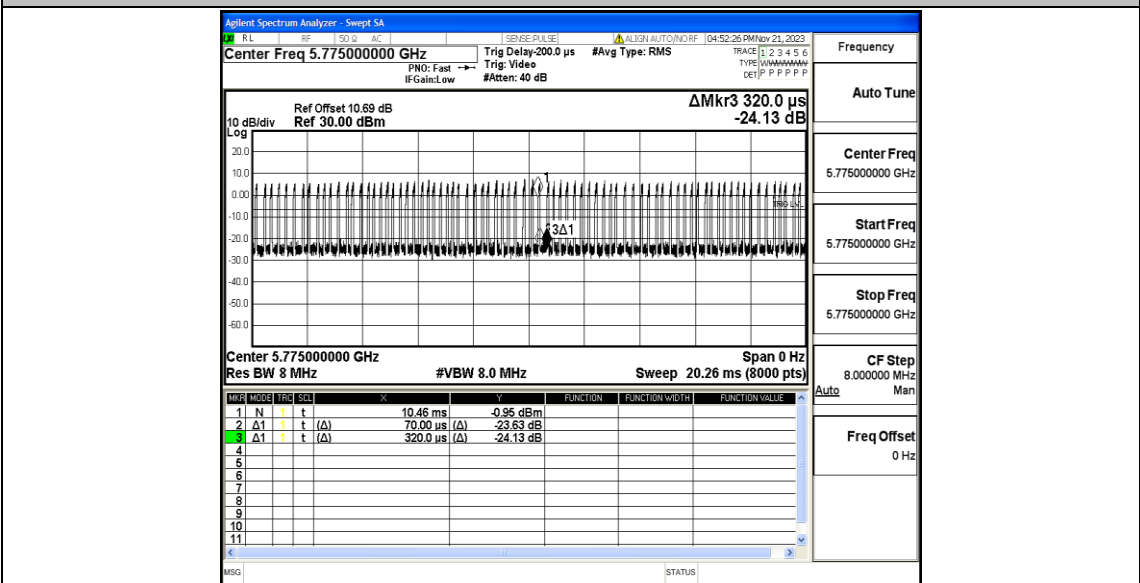 Agilent Spectrum Analyzer - Swept SA
RL RF 50 Ω AC SENSE:PULSE ALIGN AUTO/NO RF 04:52:26 PM Nov 21, 2023
Center Freq 5.775000000 GHz
PNO: Fast
IFGain:Low
Trig Delay-200.0 µs
Trig: Video
#Atten: 40 dB
#Avg Type: RMS
TRACE 1 2 3 4 5 6
TYPE
DET P P P P P P
Frequency
Auto Tune
Center Freq
5.775000000 GHz
Start Freq
5.775000000 GHz
Stop Freq
5.775000000 GHz
CF Step
8.000000 MHz
Auto Man
Freq Offset
0 Hz
ΔMkr3 320.0 µs
-24.13 dB
Ref Offset 10.69 dB
10 dB/div Ref 30.00 dBm
Log
20.0
10.0
0.00
-10.0
-20.0
-30.0
-40.0
-50.0
-60.0
1
3Δ1
Center 5.775000000 GHz Span 0 Hz
Res BW 8 MHz #VBW 8.0 MHz Sweep 20.26 ms (8000 pts)
MKR MODE TRC SCL X Y FUNCTION FUNCTION WIDTH FUNCTION VALUE
1 N 1 t 10.46 ms -0.95 dBm
2 Δ1 1 t (Δ) 70.00 µs (Δ) -23.63 dB
3 Δ1 1 t (Δ) 320.0 µs (Δ) -24.13 dB
4
5
6
7
8
9
10
11
MSG STATUS